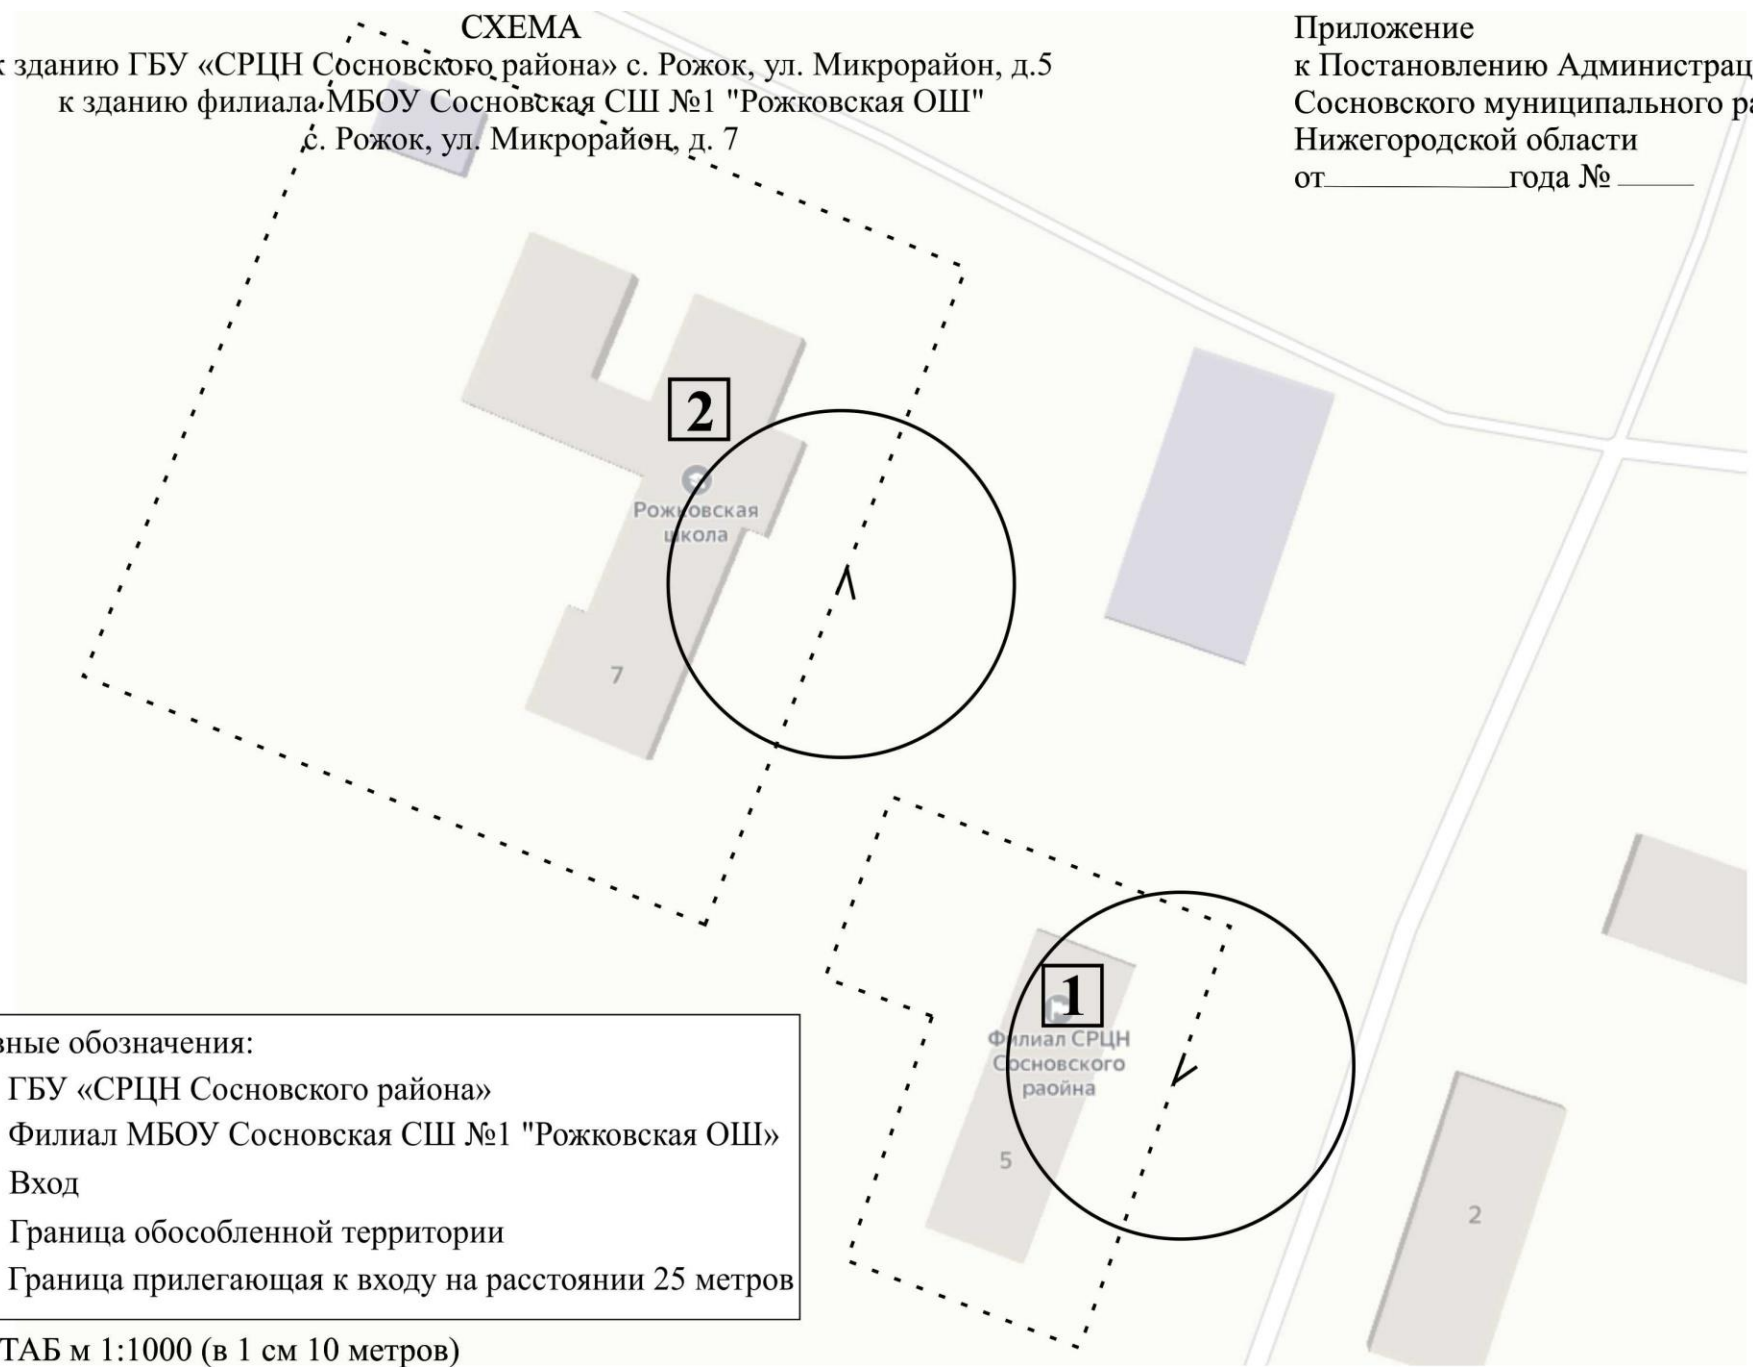 СХЕМА
к зданию ГБУ «СРЦН Сосновского района» с. Рожок, ул. Микрорайон, д.5
к зданию филиала МБОУ Сосновская СШ №1 "Рожковская ОШ"
с. Рожок, ул. Микрорайон, д. 7
Приложение
к Постановлению Администрац
Сосновского муниципального ра
Нижегородской области
от____________года № _____
2
Рожковская
школа
7
1
Филиал СРЦН
Сосновского
раойна
5
2
вные обозначения:
ГБУ «СРЦН Сосновского района»
Филиал МБОУ Сосновская СШ №1 "Рожковская ОШ»
Вход
Граница обособленной территории
Граница прилегающая к входу на расстоянии 25 метров
ТАБ м 1:1000 (в 1 см 10 метров)